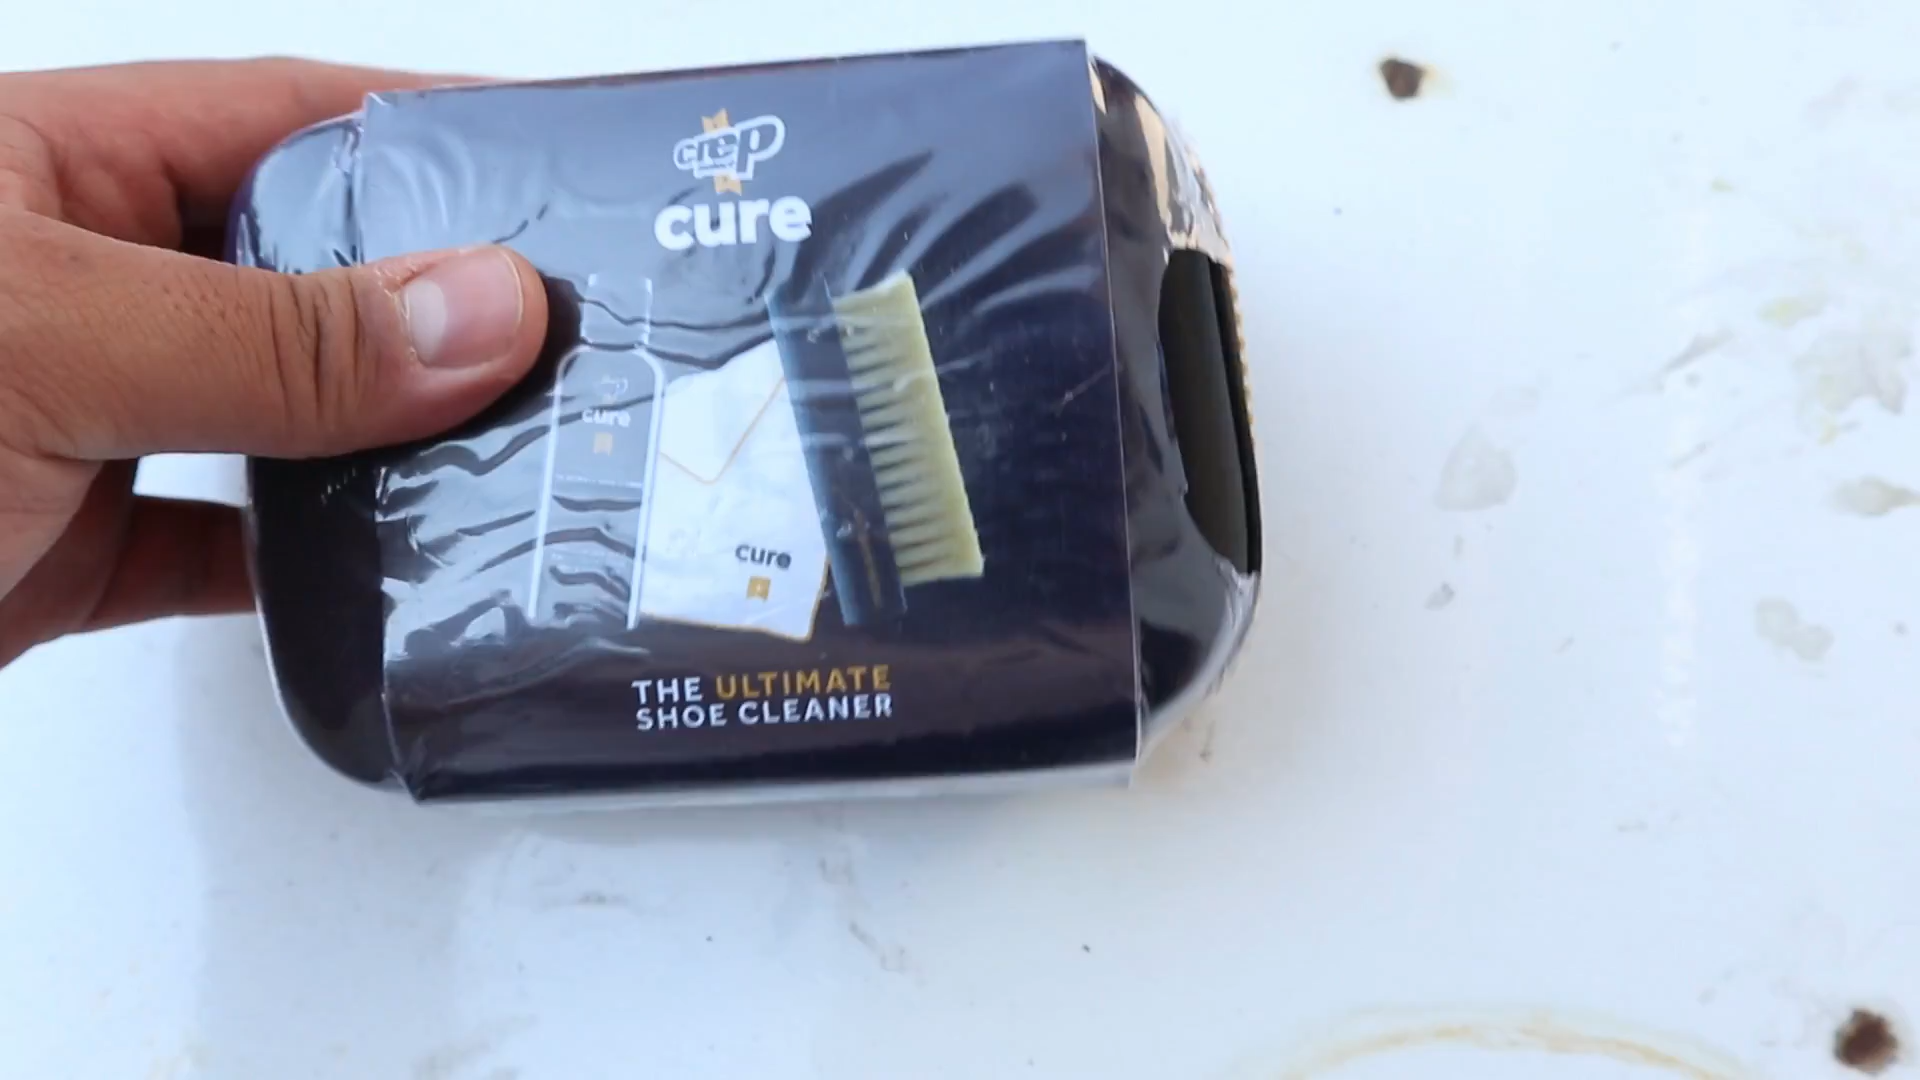 crep
cure
cure
cure
THE ULTIMATE
SHOE CLEANER